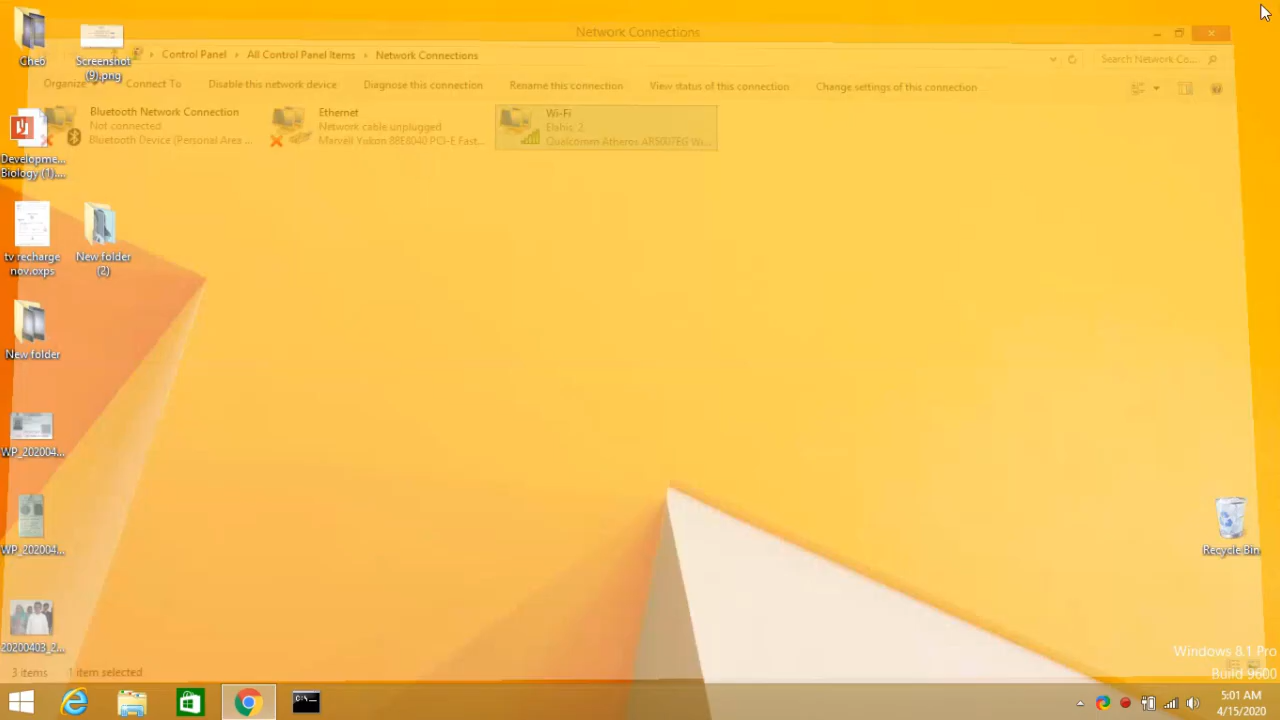 Network Connections
Control Panel
All Control Panel Items
Network Connections
Search Network Co...
Organize
Connect To
Disable this network device
Diagnose this connection
Rename this connection
View status of this connection
Change settings of this connection
Bluetooth Network Connection
Not connected
Bluetooth Device (Personal Area ...
Ethernet
Network cable unplugged
Marvell Yukon 88E8040 PCI-E Fast...
Wi-Fi
2
Qualcomm Atheros AR5007EG Wi...
Cheo
Screenshot
(9).png
Developme...
Biology (1)....
tv recharge
nov.oxps
New folder
(2)
New folder
WP_202004...
WP_202004...
20200403_2...
Recycle Bin
3 items
1 item selected
Windows 8.1 Pro
Build 9600
C:\
5:01 AM
4/15/2020